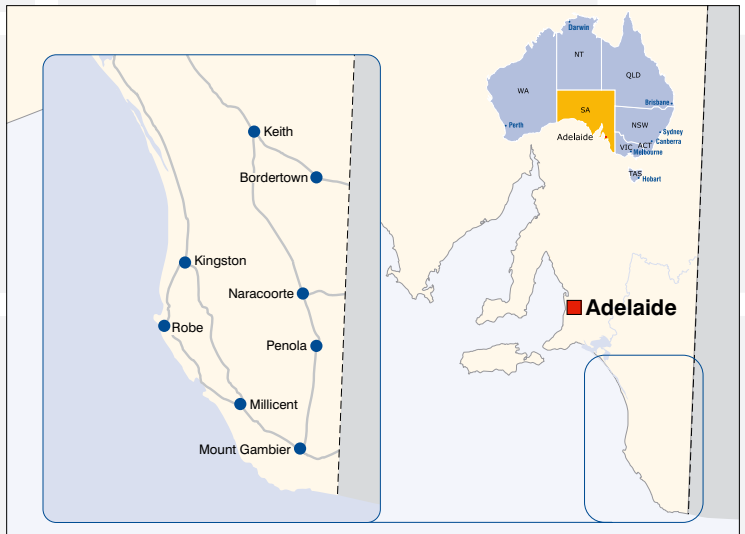 Darwin
NT
QLD
WA
Brisbane
SA
NSW
Perth
Sydney
Adelaide
Canberra
VIC
ACT
Melbourne
TAS
Hobart
Keith
Bordertown
Kingston
Naracoorte
Robe
Penola
Millicent
Mount Gambier
Adelaide